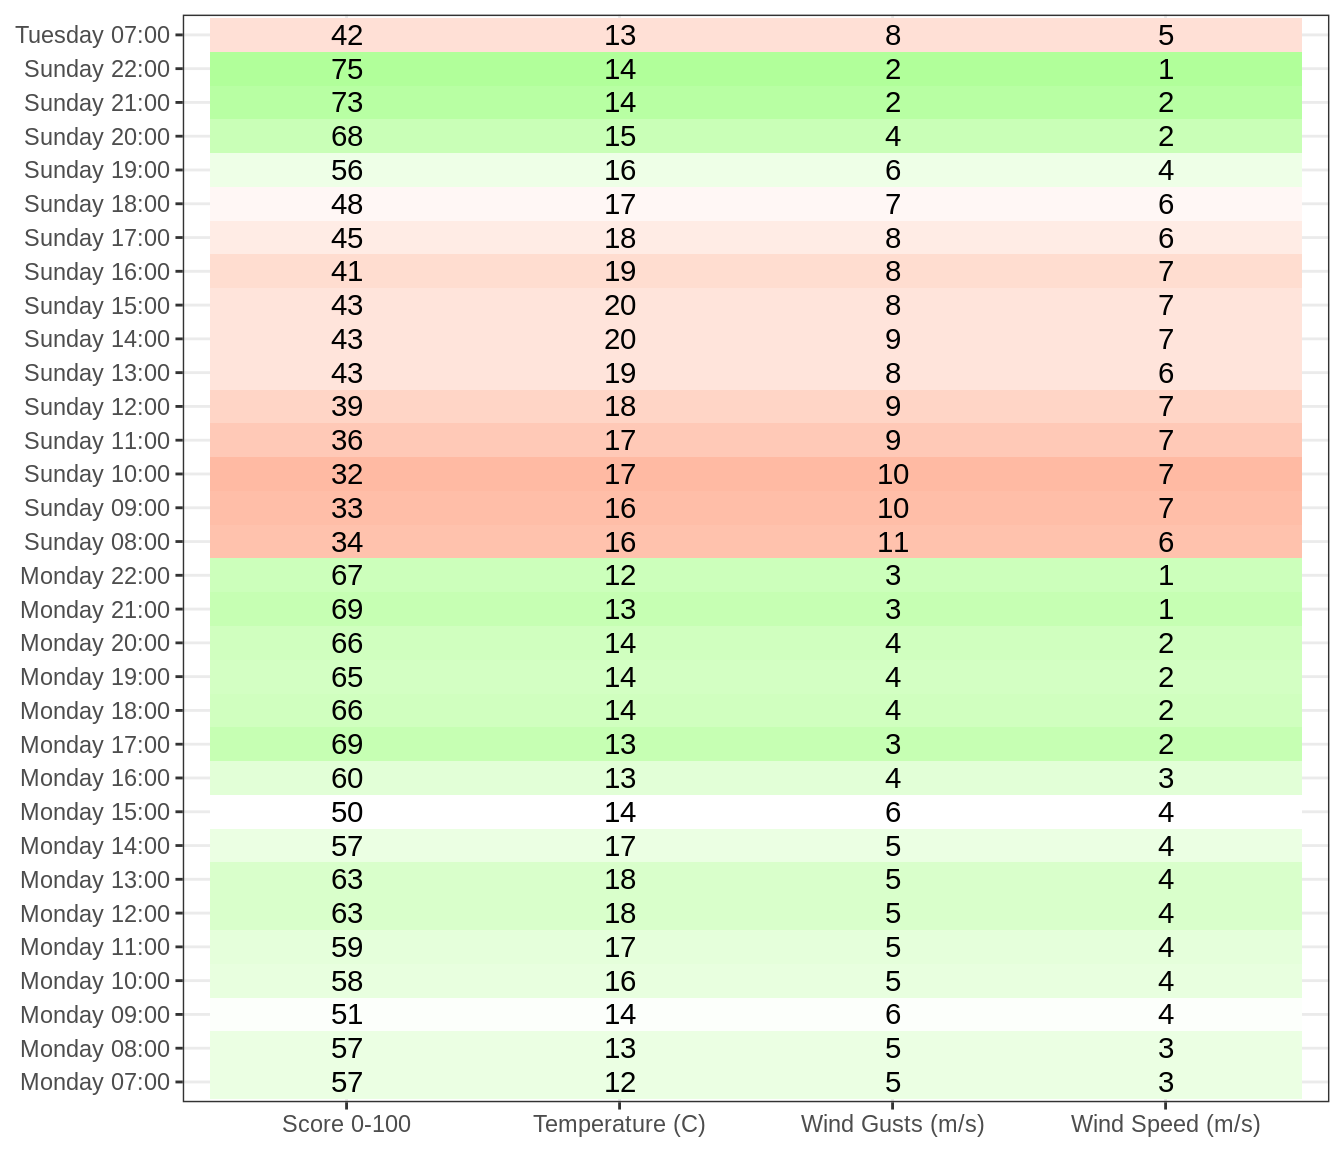 Tuesday 07:00 42 13 8 5
Sunday 22:00 75 14 2 1
Sunday 21:00 73 14 2 2
Sunday 20:00 68 15 4 2
Sunday 19:00 56 16 6 4
Sunday 18:00 48 17 7 6
Sunday 17:00 45 18 8 6
Sunday 16:00 41 19 8 7
Sunday 15:00 43 20 8 7
Sunday 14:00 43 20 9 7
Sunday 13:00 43 19 8 6
Sunday 12:00 39 18 9 7
Sunday 11:00 36 17 9 7
Sunday 10:00 32 17 10 7
Sunday 09:00 33 16 10 7
Sunday 08:00 34 16 11 6
Monday 22:00 67 12 3 1
Monday 21:00 69 13 3 1
Monday 20:00 66 14 4 2
Monday 19:00 65 14 4 2
Monday 18:00 66 14 4 2
Monday 17:00 69 13 3 2
Monday 16:00 60 13 4 3
Monday 15:00 50 14 6 4
Monday 14:00 57 17 5 4
Monday 13:00 63 18 5 4
Monday 12:00 63 18 5 4
Monday 11:00 59 17 5 4
Monday 10:00 58 16 5 4
Monday 09:00 51 14 6 4
Monday 08:00 57 13 5 3
Monday 07:00 57 12 5 3
Score 0-100 Temperature (C) Wind Gusts (m/s) Wind Speed (m/s)